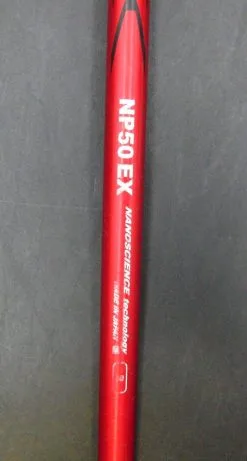 NP50 EX
NANOSCIENCE technology
MADE IN JAPAN